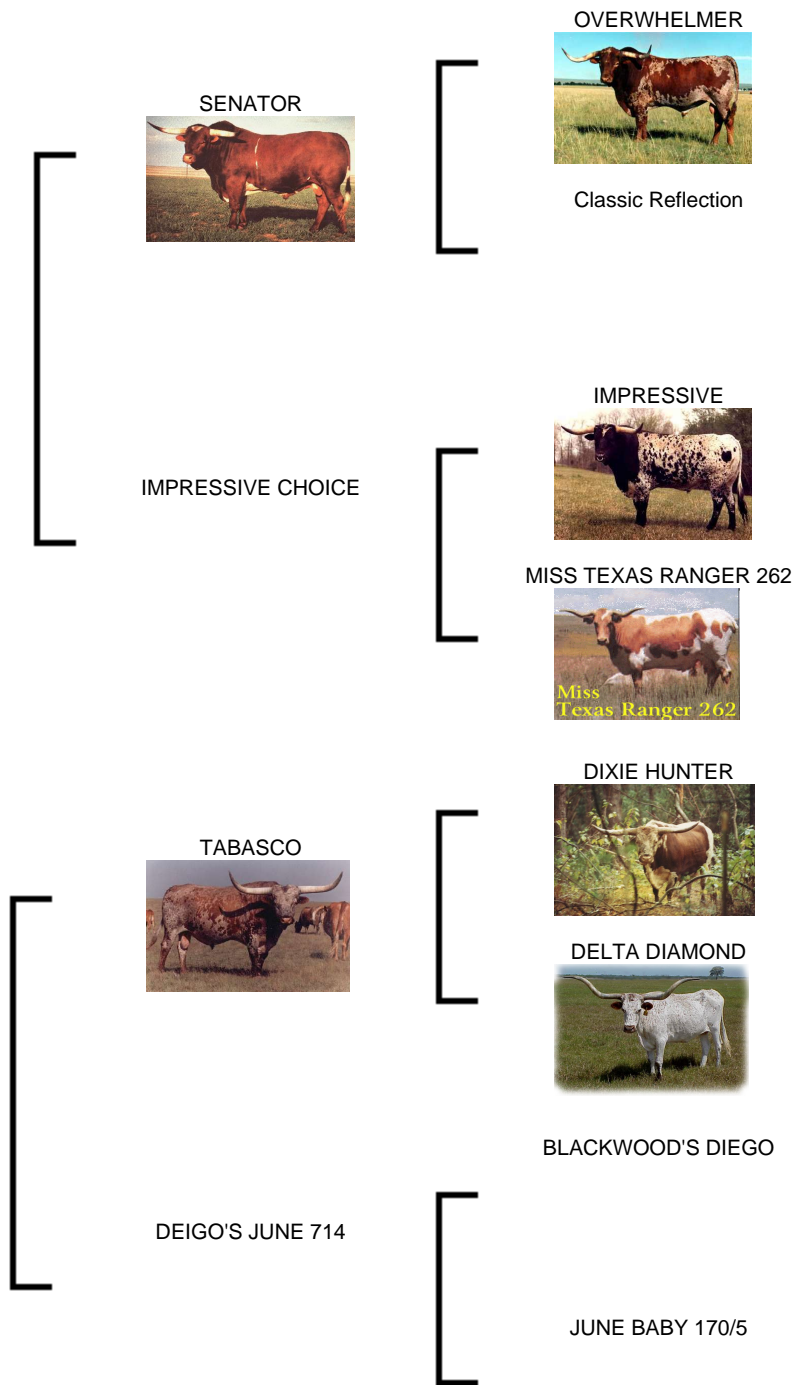 OVERWHELMER
SENATOR
Classic Reflection
IMPRESSIVE
IMPRESSIVE CHOICE
MISS TEXAS RANGER 262
Miss
Texas Ranger 262
DIXIE HUNTER
TABASCO
DELTA DIAMOND
BLACKWOOD'S DIEGO
DEIGO'S JUNE 714
JUNE BABY 170/5